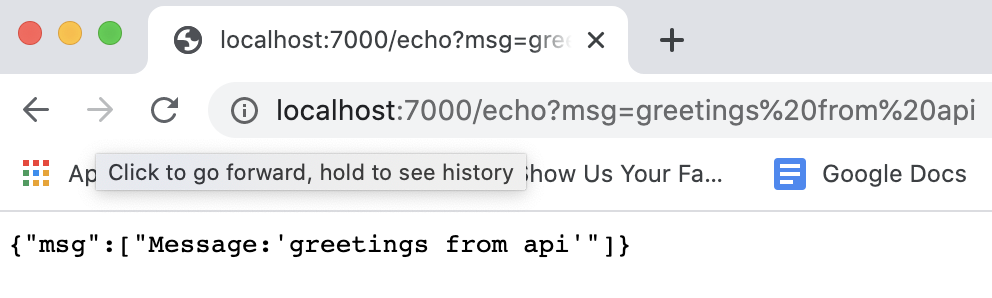 localhost:7000/echo?msg=gree
localhost:7000/echo?msg=greetings%20from%20api
Ap
Click to go forward, hold to see history
Show Us Your Fa...
Google Docs
{"msg":["Message:'greetings from api'"]}